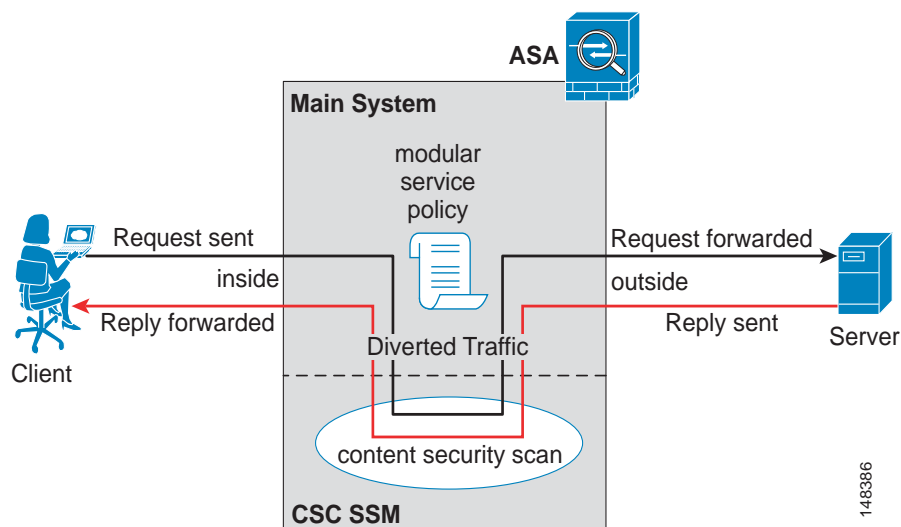 ASA
Main System
modular
service
policy
Request sent
Request forwarded
inside
outside
Reply forwarded
Reply sent
Server
Client
Diverted Traffic
content security scan
CSC SSM
148386